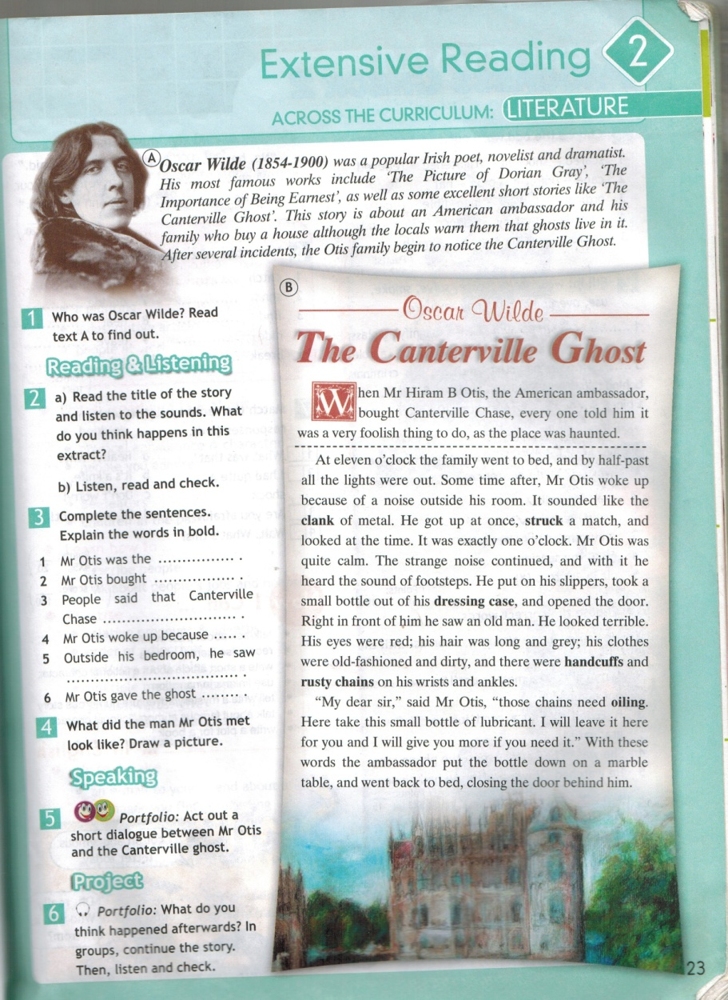 Extensive Reading 2
ACROSS THE CURRICULUM: LITERATURE
A
Oscar Wilde (1854-1900) was a popular Irish poet, novelist and dramatist.
His most famous works include ‘The Picture of Dorian Gray’, ‘The
Importance of Being Earnest’, as well as some excellent short stories like ‘The
Canterville Ghost’. This story is about an American ambassador and his
family who buy a house although the locals warn them that ghosts live in it.
After several incidents, the Otis family begin to notice the Canterville Ghost.
1 Who was Oscar Wilde? Read
text A to find out.
Reading & Listening
2 a) Read the title of the story
and listen to the sounds. What
do you think happens in this
extract?
b) Listen, read and check.
3 Complete the sentences.
Explain the words in bold.
1 Mr Otis was the ................ .
2 Mr Otis bought ................ .
3 People said that Canterville
Chase ........................... .
4 Mr Otis woke up because ...... .
5 Outside his bedroom, he saw
.................................. .
6 Mr Otis gave the ghost ......... .
4 What did the man Mr Otis met
look like? Draw a picture.
Speaking
5 Portfolio: Act out a
short dialogue between Mr Otis
and the Canterville ghost.
Project
6 Portfolio: What do you
think happened afterwards? In
groups, continue the story.
Then, listen and check.
B
Oscar Wilde
The Canterville Ghost
When Mr Hiram B Otis, the American ambassador,
bought Canterville Chase, every one told him it
was a very foolish thing to do, as the place was haunted.
At eleven o’clock the family went to bed, and by half-past
all the lights were out. Some time after, Mr Otis woke up
because of a noise outside his room. It sounded like the
clank of metal. He got up at once, struck a match, and
looked at the time. It was exactly one o’clock. Mr Otis was
quite calm. The strange noise continued, and with it he
heard the sound of footsteps. He put on his slippers, took a
small bottle out of his dressing case, and opened the door.
Right in front of him he saw an old man. He looked terrible.
His eyes were red; his hair was long and grey; his clothes
were old-fashioned and dirty, and there were handcuffs and
rusty chains on his wrists and ankles.
“My dear sir,” said Mr Otis, “those chains need oiling.
Here take this small bottle of lubricant. I will leave it here
for you and I will give you more if you need it.” With these
words the ambassador put the bottle down on a marble
table, and went back to bed, closing the door behind him.
23